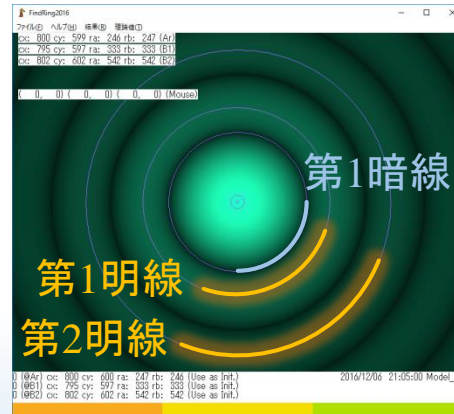 FindRing2016
ファイル(F) ヘルプ(H) 結果(R) 理論値(T)
cx: 800 cy: 599 ra: 246 rb: 247 (Ar)
cx: 795 cy: 597 ra: 333 rb: 333 (B1)
cx: 802 cy: 602 ra: 542 rb: 542 (B2)
( 0, 0) ( 0, 0) ( 0, 0) (Mouse)
第1暗線
第1明線
第2明線
0 (@Ar) cx: 800 cy: 600 ra: 247 rb: 246 (Use as Init.) 2016/12/06 21:05:00 Model_
0 (@B1) cx: 795 cy: 597 ra: 333 rb: 333 (Use as Init.)
0 (@B2) cx: 802 cy: 602 ra: 542 rb: 542 (Use as Init.)